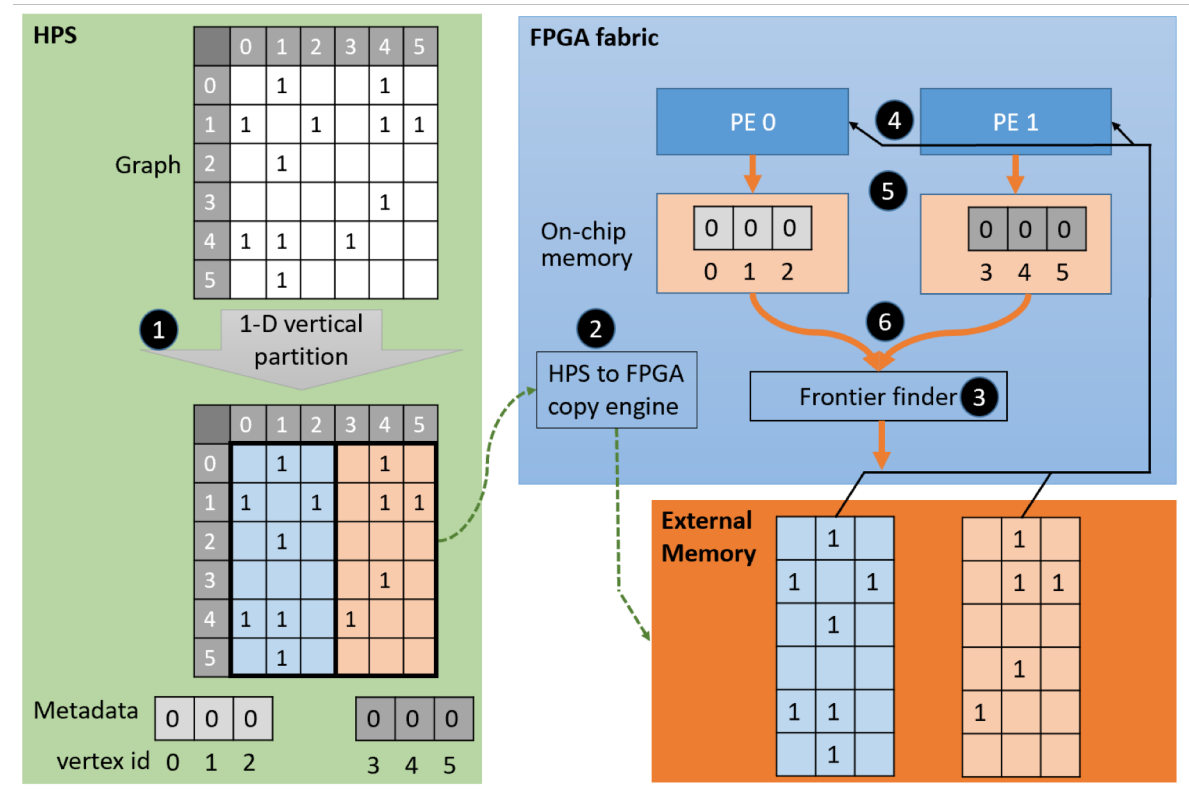 HPS
0 1 2 3 4 5
0 1 1
1 1 1 1 1
Graph
2 1
3 1
4 1 1 1
5 1
1
1-D vertical
partition
0 1 2 3 4 5
0 1 1
1 1 1 1 1
2 1
3 1
4 1 1 1
5 1
Metadata
0 0 0
0 0 0
vertex id 0 1 2
3 4 5
FPGA fabric
PE 0
4
PE 1
5
On-chip
memory
0 0 0
0 1 2
0 0 0
3 4 5
6
2
HPS to FPGA
copy engine
Frontier finder 3
External
Memory
1
1 1
1
1 1
1
1
1 1
1
1